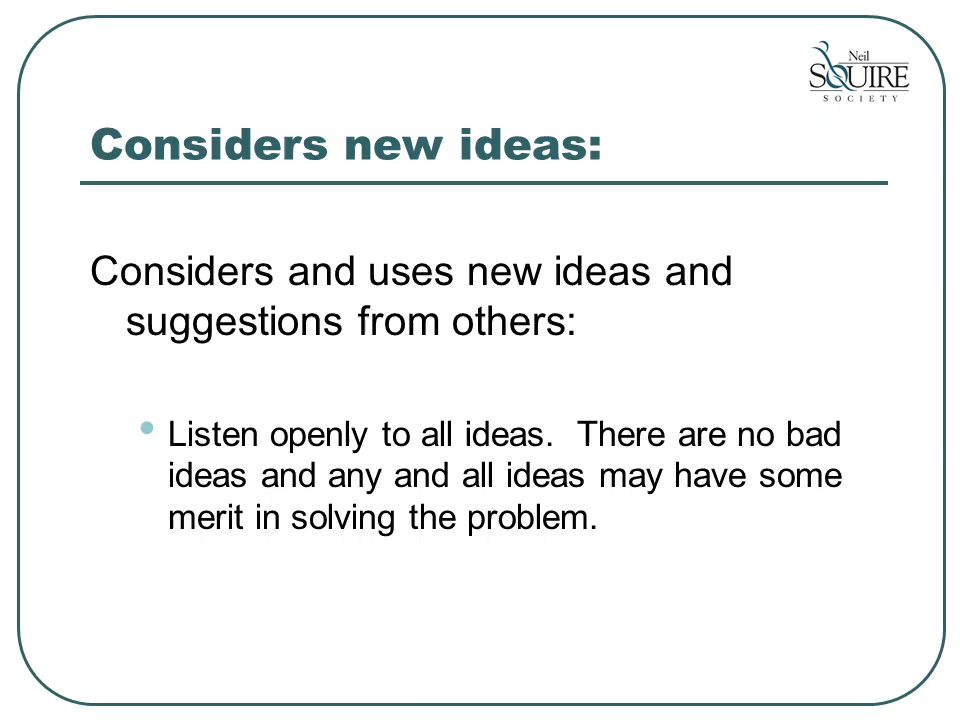 Neil
SQUIRE
SOCIETY
Considers new ideas:
Considers and uses new ideas and
suggestions from others:
Listen openly to all ideas.  There are no bad
ideas and any and all ideas may have some
merit in solving the problem.